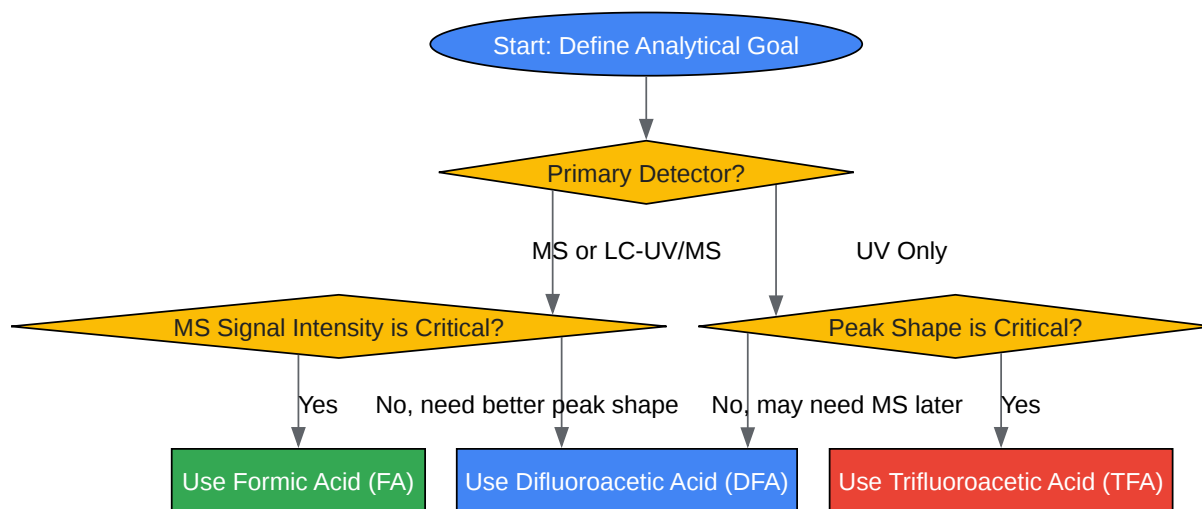 Start: Define Analytical Goal
Primary Detector?
MS or LC-UV/MS
UV Only
MS Signal Intensity is Critical?
Peak Shape is Critical?
Yes
No, need better peak shape
No, may need MS later
Yes
Use Formic Acid (FA)
Use Difluoroacetic Acid (DFA)
Use Trifluoroacetic Acid (TFA)